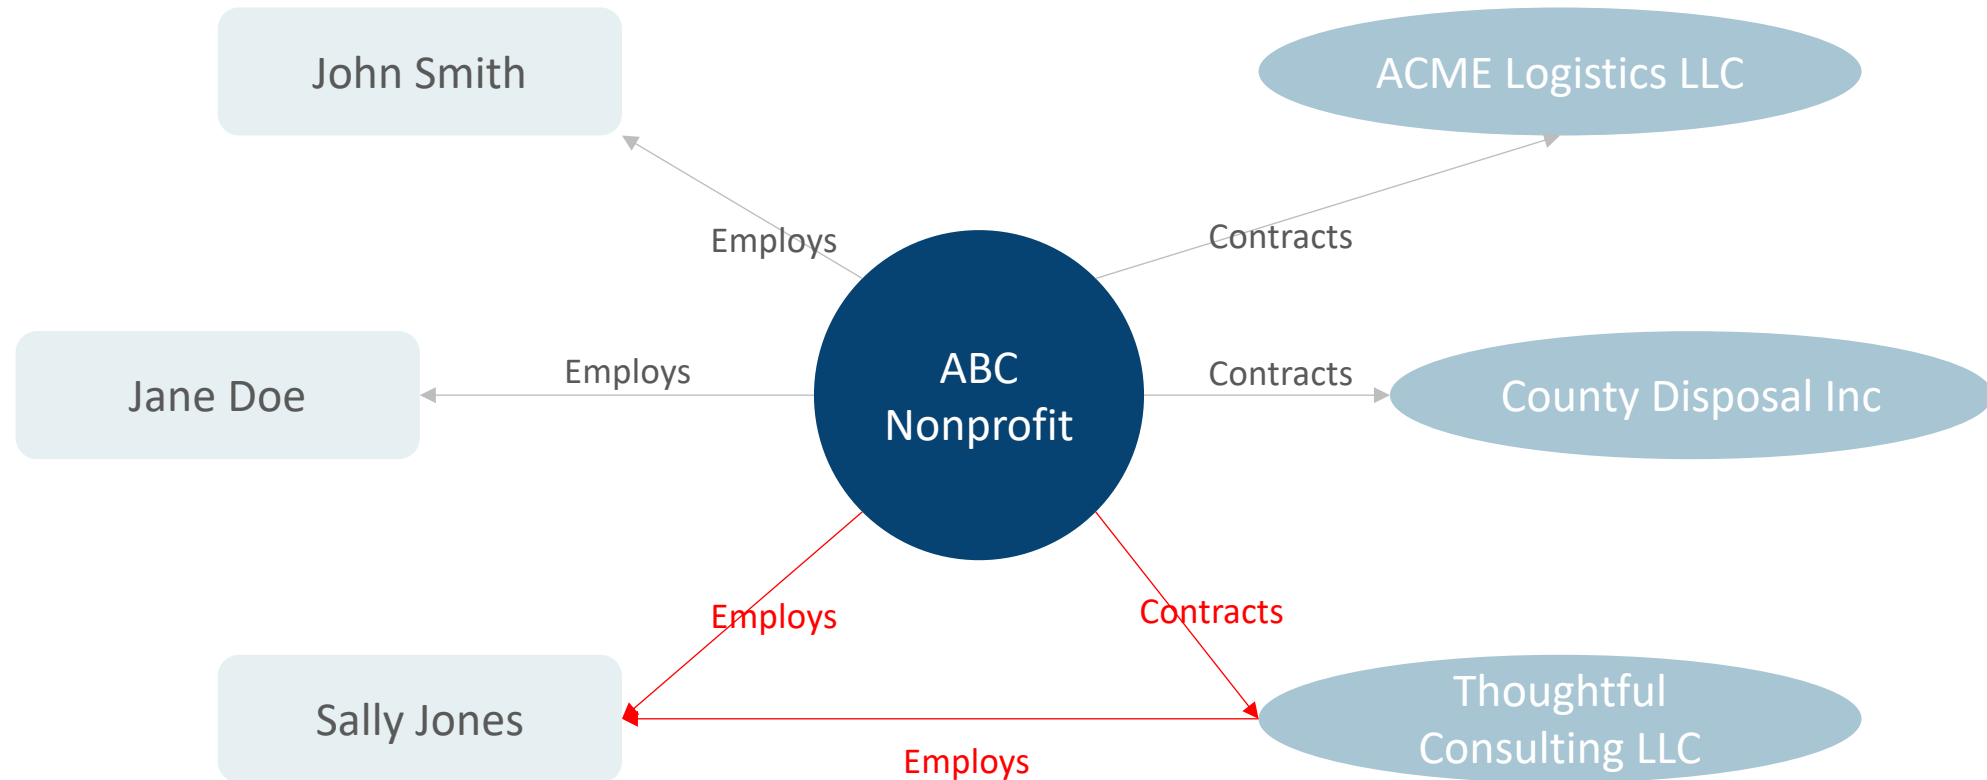 John Smith
ACME Logistics LLC
Employs
Contracts
Jane Doe
Employs
ABC
Nonprofit
Contracts
County Disposal Inc
Employs
Contracts
Sally Jones
Thoughtful
Consulting LLC
Employs